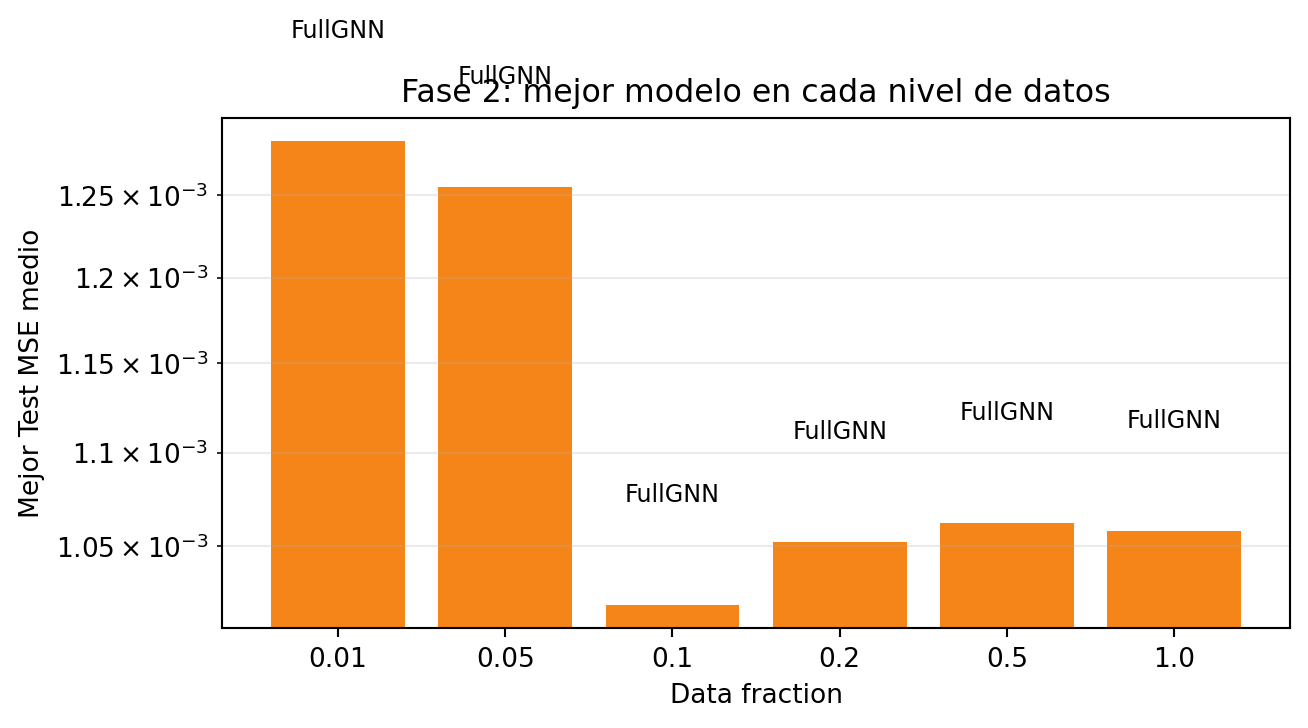 FullGNN
FullGNN
Fase 2: mejor modelo en cada nivel de datos
Mejor Test MSE medio
1.25 × 10⁻³
1.2 × 10⁻³
1.15 × 10⁻³
1.1 × 10⁻³
1.05 × 10⁻³
FullGNN
FullGNN
FullGNN
FullGNN
0.01 0.05 0.1 0.2 0.5 1.0
Data fraction